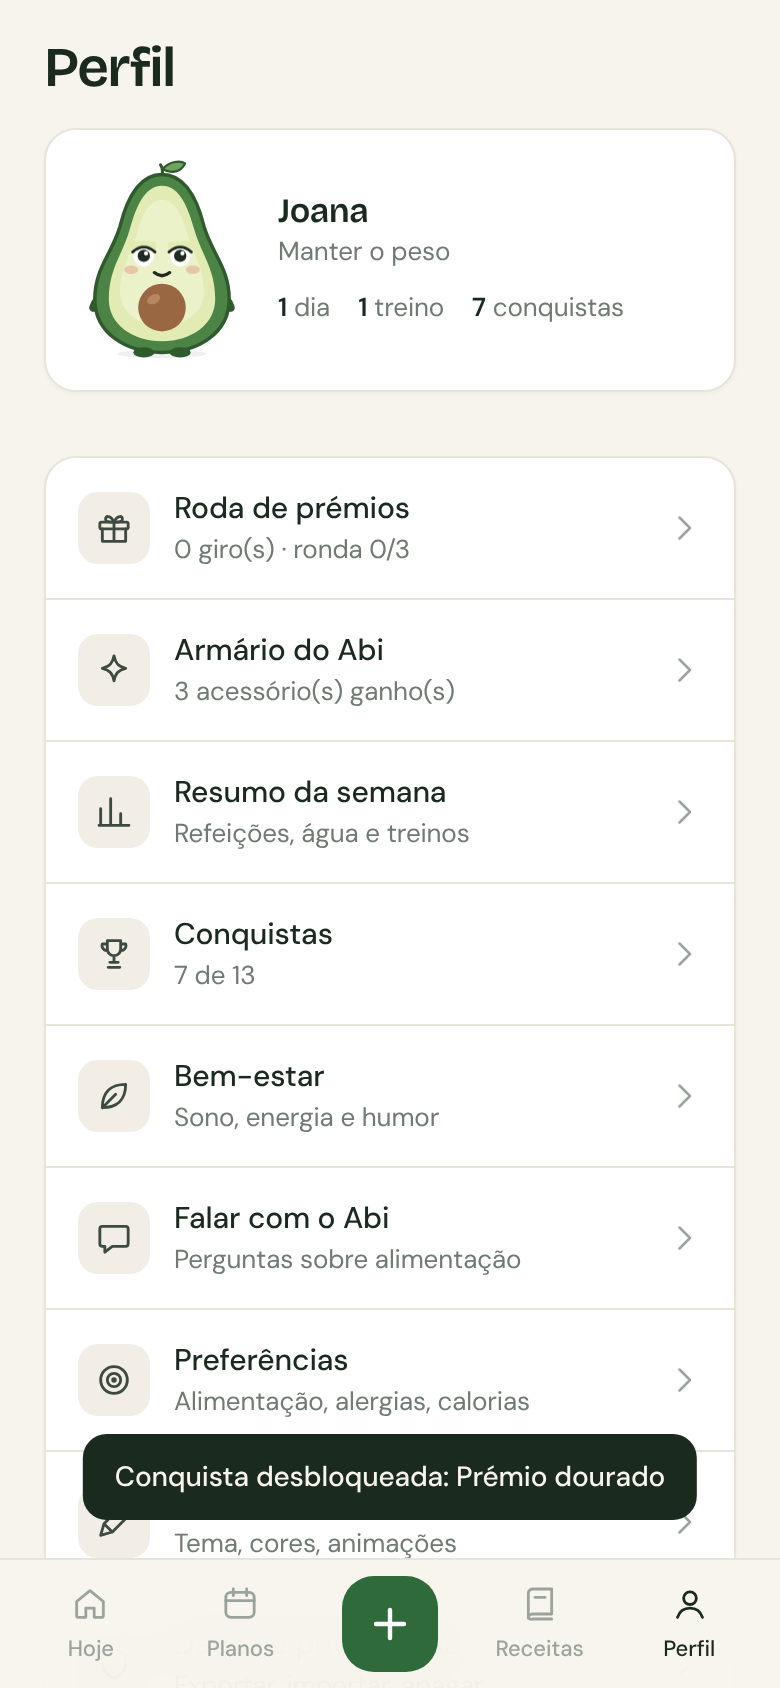 Perfil
Joana
Manter o peso
1 dia 1 treino 7 conquistas
Roda de prémios
0 giro(s) · ronda 0/3
Armário do Abi
3 acessório(s) ganho(s)
Resumo da semana
Refeições, água e treinos
Conquistas
7 de 13
Bem-estar
Sono, energia e humor
Falar com o Abi
Perguntas sobre alimentação
Preferências
Alimentação, alergias, calorias
Conquista desbloqueada: Prémio dourado
Tema, cores, animações
Hoje
Planos
Receitas
Perfil
Exportar, importar, apagar